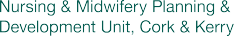 Nursing & Midwifery Planning &
Development Unit, Cork & Kerry